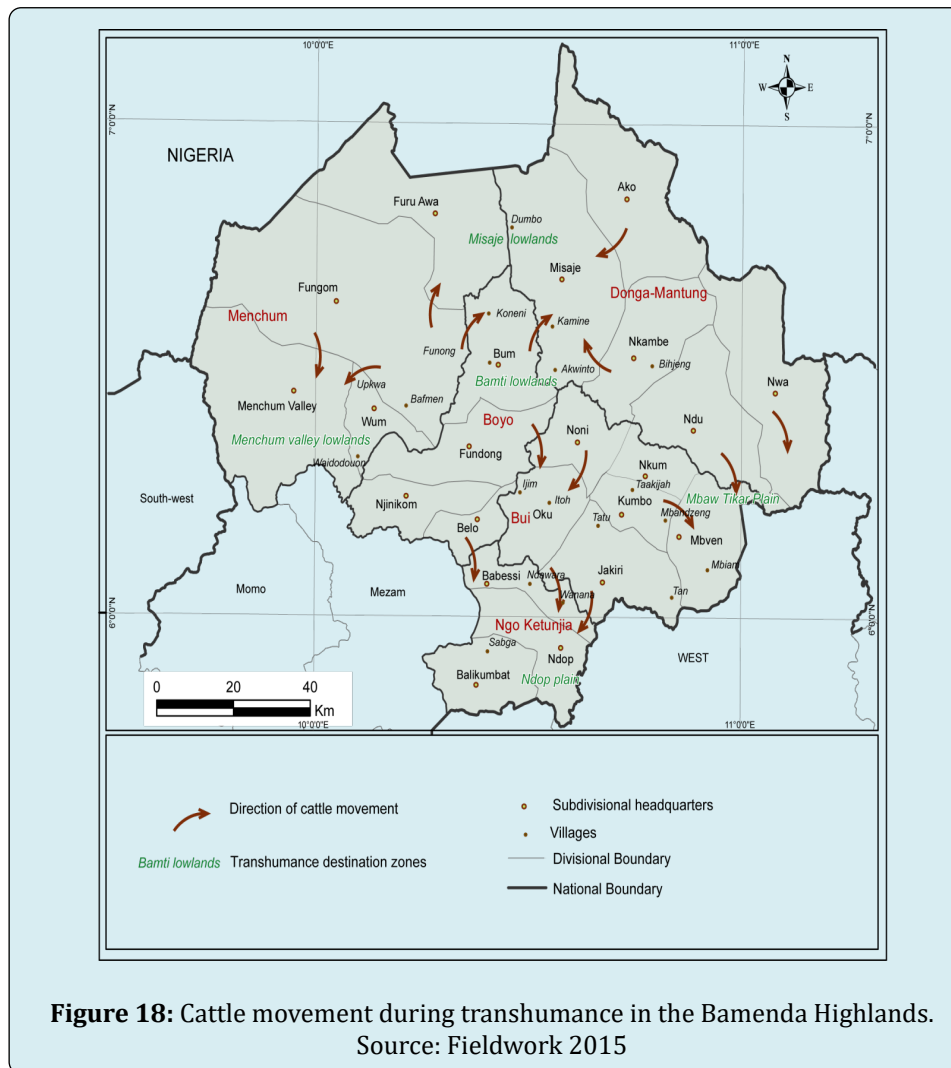 10°0'0"E
11°0'0"E
N
W E
S
7°0'0"N
7°0'0"N
NIGERIA
Ako
Furu Awa
Dumbo
Misaje lowlands
Misaje
Donga-Mantung
Fungom
Menchum
Koneni
Kamine
Funong
Nkambe
Bum
Bihjeng
Akwinto
Upkwa
Bamti lowlands
Nwa
Menchum Valley
Bafmen
Wum
Boyo
Ndu
Noni
Menchum valley lowlands
Fundong
Waidodouon
Nkum
Taakijah
Mbaw Tikar Plain
South-west
Ijim
Njinikom
Itoh
Kumbo
Oku
Bui
Mbandzeng
Belo
Tatu
Mbven
Mbiam
Babessi
Ndawara
Jakiri
Momo
Mezam
Wanana
Tan
6°0'0"N
6°0'0"N
Ngo Ketunjia
Sabga
Ndop
WEST
Balikumbat
Ndop plain
0 20 40
Km
10°0'0"E
11°0'0"E
Direction of cattle movement
Subdivisional headquarters
Villages
Bamti lowlands Transhumance destination zones
Divisional Boundary
National Boundary
Figure 18: Cattle movement during transhumance in the Bamenda Highlands.
Source: Fieldwork 2015